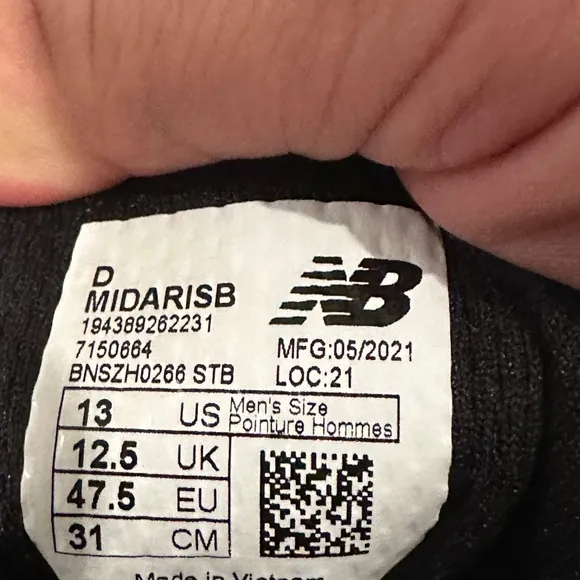 D
MIDARISB
194389262231
7150664
BNSZH0266 STB
NB
MFG:05/2021
LOC:21
13 US Men's Size
Pointure Hommes
12.5 UK
47.5 EU
31 CM
Made in Vietnam